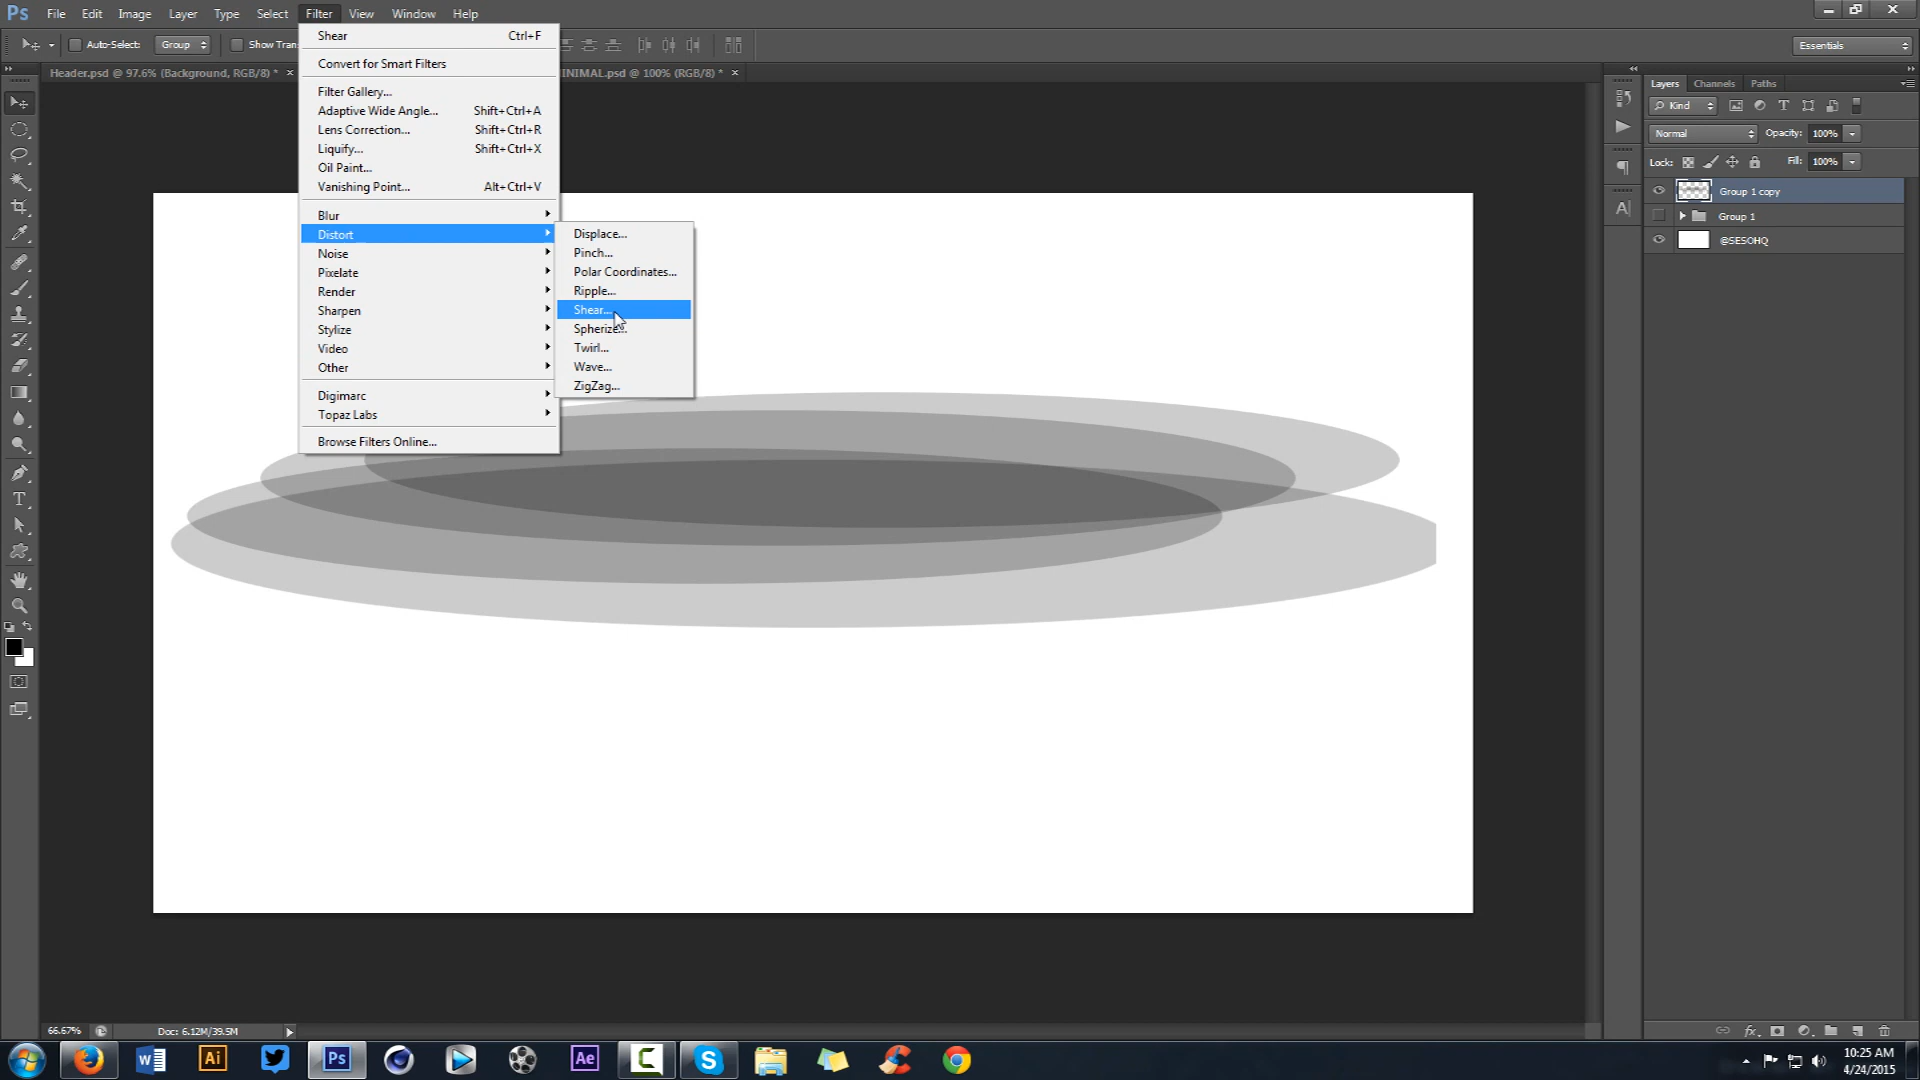 Ps File Edit Image Layer Type Select Filter View Window Help
Auto-Select: Group Show Tran
Essentials
Header.psd @ 97.6% (Background, RGB/8) * × INIMAL.psd @ 100% (RGB/8) * ×
Shear Ctrl+F
Convert for Smart Filters
Filter Gallery...
Adaptive Wide Angle... Shift+Ctrl+A
Lens Correction... Shift+Ctrl+R
Liquify... Shift+Ctrl+X
Oil Paint...
Vanishing Point... Alt+Ctrl+V
Blur
Distort
Noise
Pixelate
Render
Sharpen
Stylize
Video
Other
Digimarc
Topaz Labs
Browse Filters Online...
Displace...
Pinch...
Polar Coordinates...
Ripple...
Shear...
Spherize...
Twirl...
Wave...
ZigZag...
Layers Channels Paths
Kind
Normal Opacity: 100%
Lock: Fill: 100%
Group 1 copy
Group 1
@SESOHQ
66.67% Doc: 6.12M/39.5M
Ai Ps Ae
10:25 AM
4/24/2015